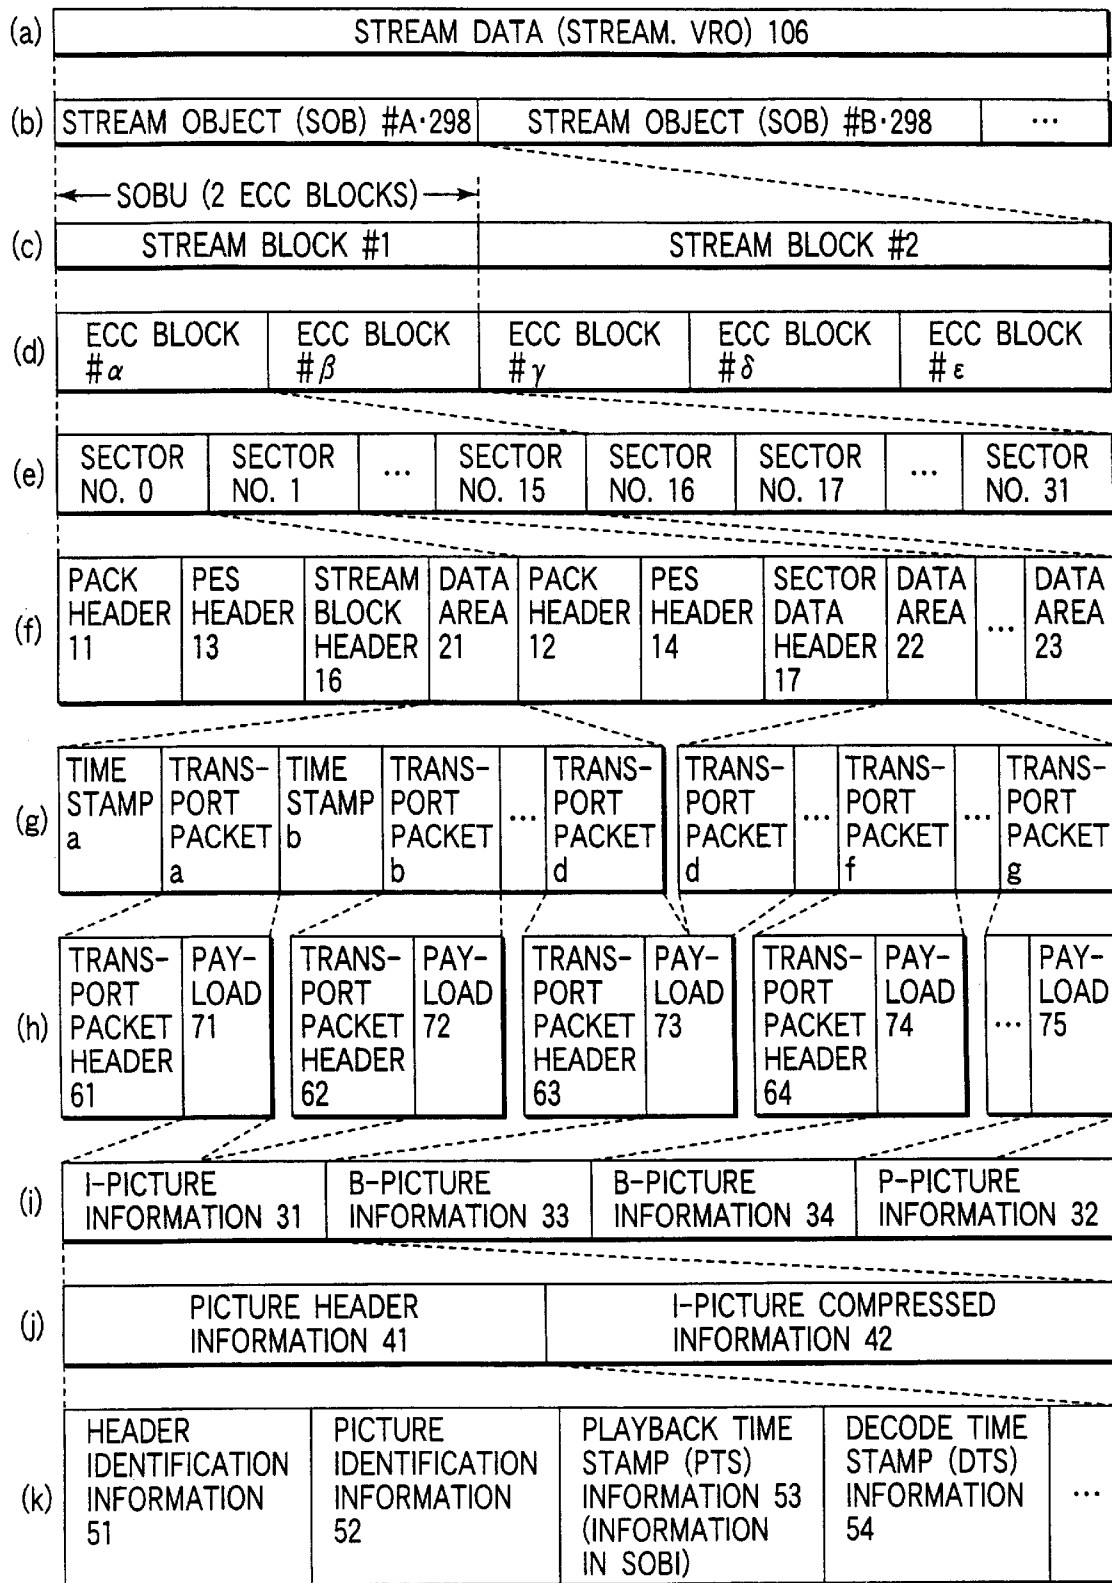 (a) STREAM DATA (STREAM. VRO) 106
(b) STREAM OBJECT (SOB) #A·298 STREAM OBJECT (SOB) #B·298 ...
SOBU (2 ECC BLOCKS)
(c) STREAM BLOCK #1 STREAM BLOCK #2
(d)
ECC BLOCK
#α
ECC BLOCK
#β
ECC BLOCK
#γ
ECC BLOCK
#δ
ECC BLOCK
#ε
(e)
SECTOR
NO. 0
SECTOR
NO. 1
...
SECTOR
NO. 15
SECTOR
NO. 16
SECTOR
NO. 17
...
SECTOR
NO. 31
(f)
PACK
HEADER
11
PES
HEADER
13
STREAM
BLOCK
HEADER
16
DATA
AREA
21
PACK
HEADER
12
PES
HEADER
14
SECTOR
DATA
HEADER
17
DATA
AREA
22
...
DATA
AREA
23
(g)
TIME
STAMP
a
TRANS-
PORT
PACKET
a
TIME
STAMP
b
TRANS-
PORT
PACKET
b
...
TRANS-
PORT
PACKET
d
TRANS-
PORT
PACKET
d
...
TRANS-
PORT
PACKET
f
...
TRANS-
PORT
PACKET
g
(h)
TRANS-
PORT
PACKET
HEADER
61
PAY-
LOAD
71
TRANS-
PORT
PACKET
HEADER
62
PAY-
LOAD
72
TRANS-
PORT
PACKET
HEADER
63
PAY-
LOAD
73
TRANS-
PORT
PACKET
HEADER
64
PAY-
LOAD
74
...
PAY-
LOAD
75
(i)
I-PICTURE
INFORMATION 31
B-PICTURE
INFORMATION 33
B-PICTURE
INFORMATION 34
P-PICTURE
INFORMATION 32
(j)
PICTURE HEADER
INFORMATION 41
I-PICTURE COMPRESSED
INFORMATION 42
(k)
HEADER
IDENTIFICATION
INFORMATION
51
PICTURE
IDENTIFICATION
INFORMATION
52
PLAYBACK TIME
STAMP (PTS)
INFORMATION 53
(INFORMATION
IN SOBI)
DECODE TIME
STAMP (DTS)
INFORMATION
54
...